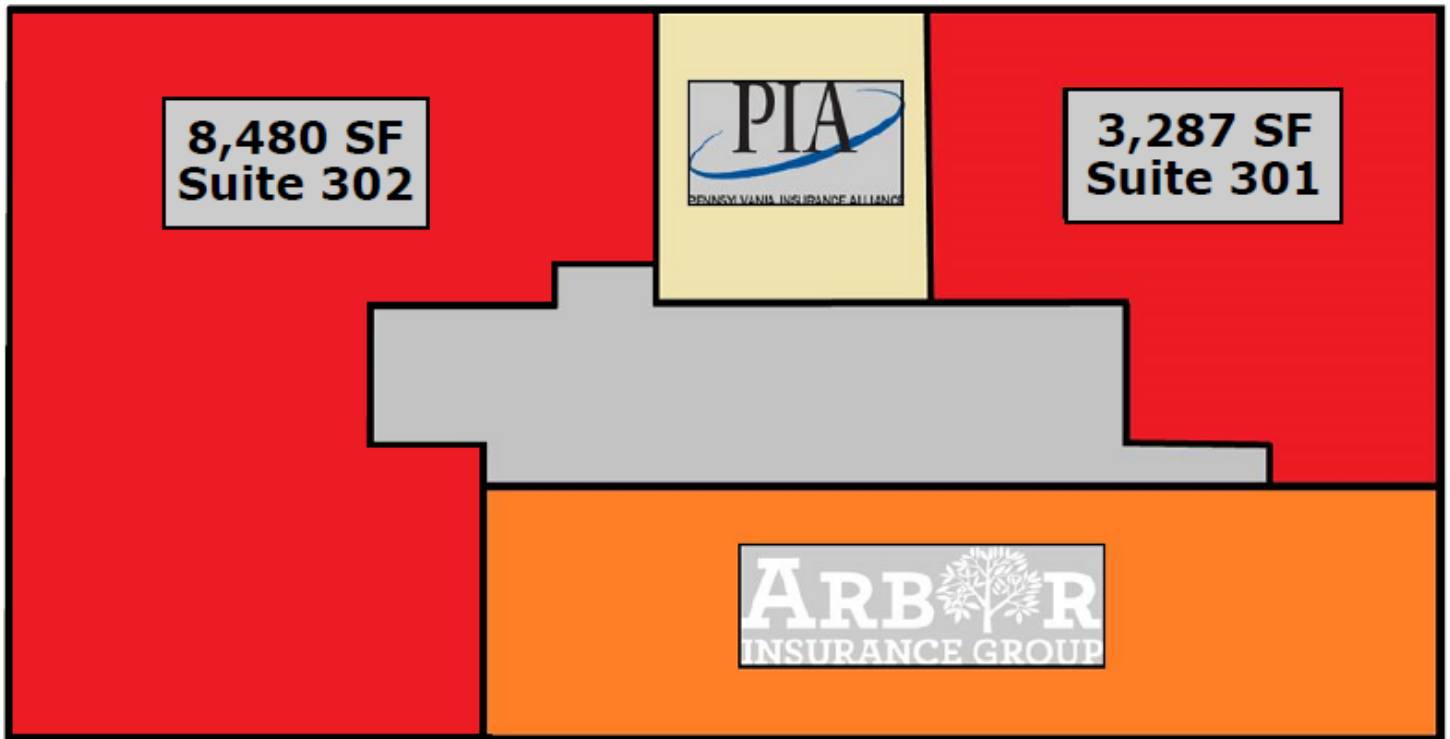 8,480 SF
Suite 302
PIA
PENNSYLVANIA INSURANCE ALLIANCE
3,287 SF
Suite 301
ARBOR
INSURANCE GROUP